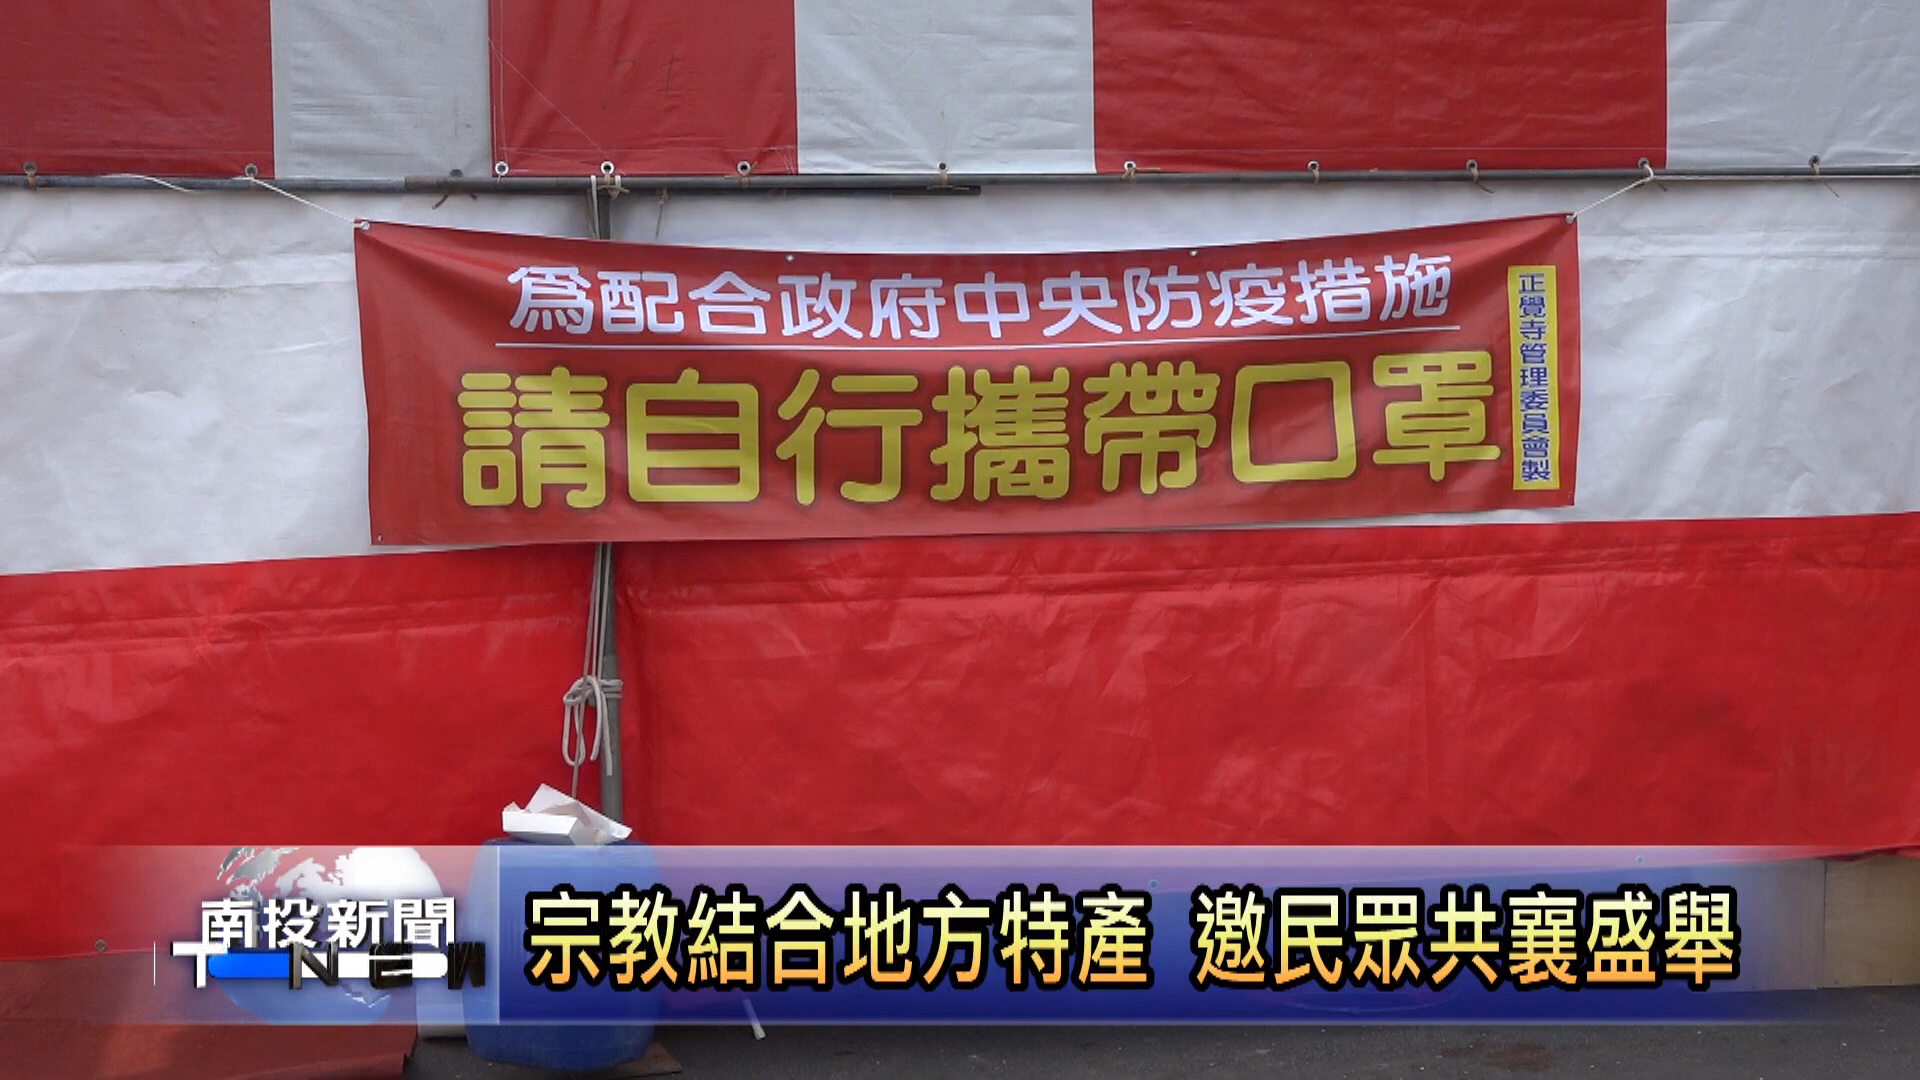 為配合政府中央防疫措施
請自行攜帶口罩
正覺寺管理委員會製
南投新聞
T NEW
宗教結合地方特產 邀民眾共襄盛舉